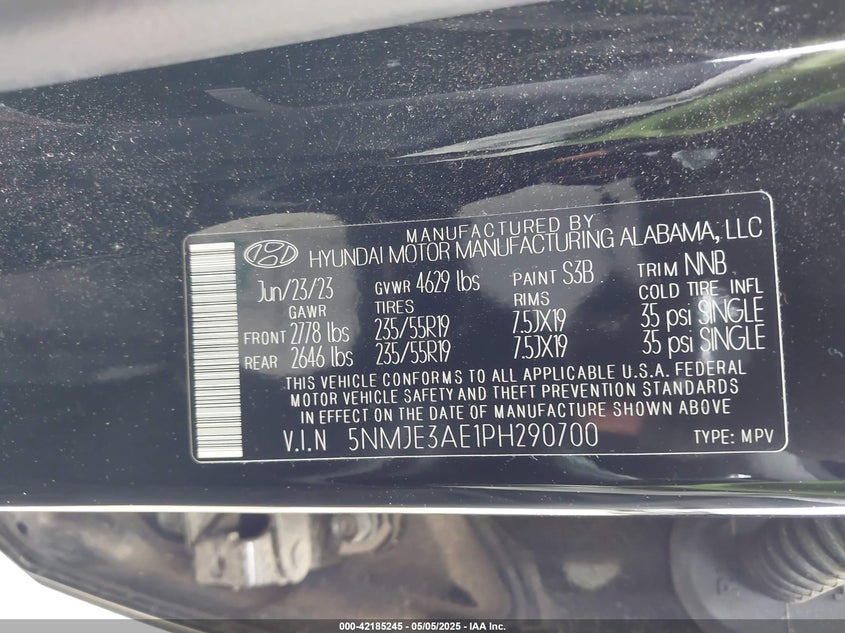 MANUFACTURED BY
HYUNDAI MOTOR MANUFACTURING ALABAMA, LLC
Jun/23/23 GVWR 4629 lbs PAINT S3B TRIM NNB
GAWR TIRES RIMS COLD TIRE INFL
FRONT 2778 lbs 235/55R19 7.5JX19 35 psi SINGLE
REAR 2646 lbs 235/55R19 7.5JX19 35 psi SINGLE
THIS VEHICLE CONFORMS TO ALL APPLICABLE U.S.A. FEDERAL
MOTOR VEHICLE SAFETY AND THEFT PREVENTION STANDARDS
IN EFFECT ON THE DATE OF MANUFACTURE SHOWN ABOVE
V.I.N 5NMJE3AE1PH290700 TYPE: MPV
000-42185245 - 05/05/2025 - IAA Inc.